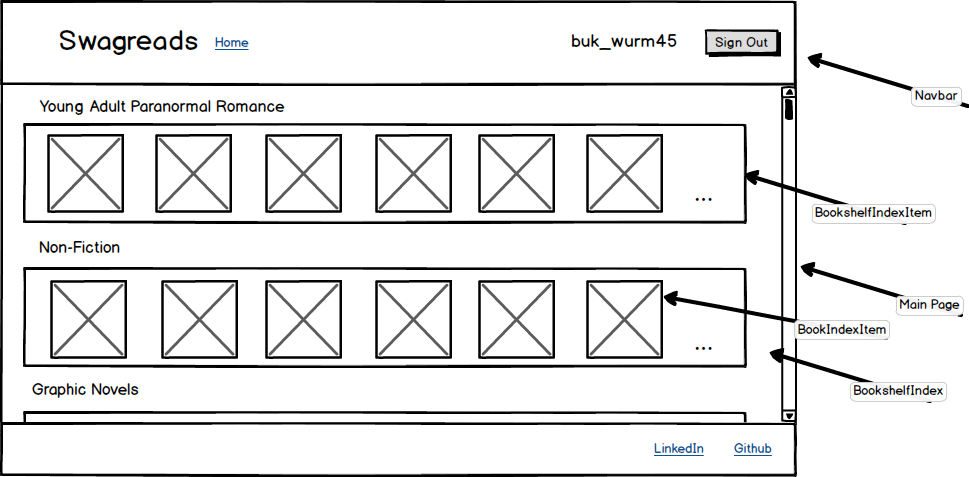 Swagreads Home buk_wurm45 Sign Out
Navbar
Young Adult Paranormal Romance
...
BookshelfIndexItem
Non-Fiction
Main Page
BookIndexItem
...
Graphic Novels
BookshelfIndex
LinkedIn Github